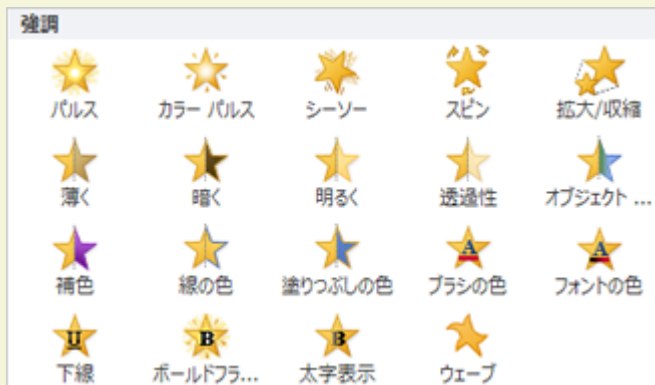 強調
パルス カラー パルス シーソー スピン 拡大/収縮
薄く 暗く 明るく 透過性 オブジェクト ...
補色 線の色 塗りつぶしの色 ブラシの色 フォントの色
下線 ボールドフラ... 太字表示 ウェーブ